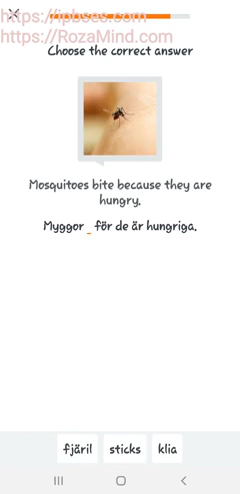 https://ipbses.com/
https://RozaMind.com
Choose the correct answer
Mosquitoes bite because they are
hungry.
Myggor _ för de är hungriga.
fjäril sticks klia